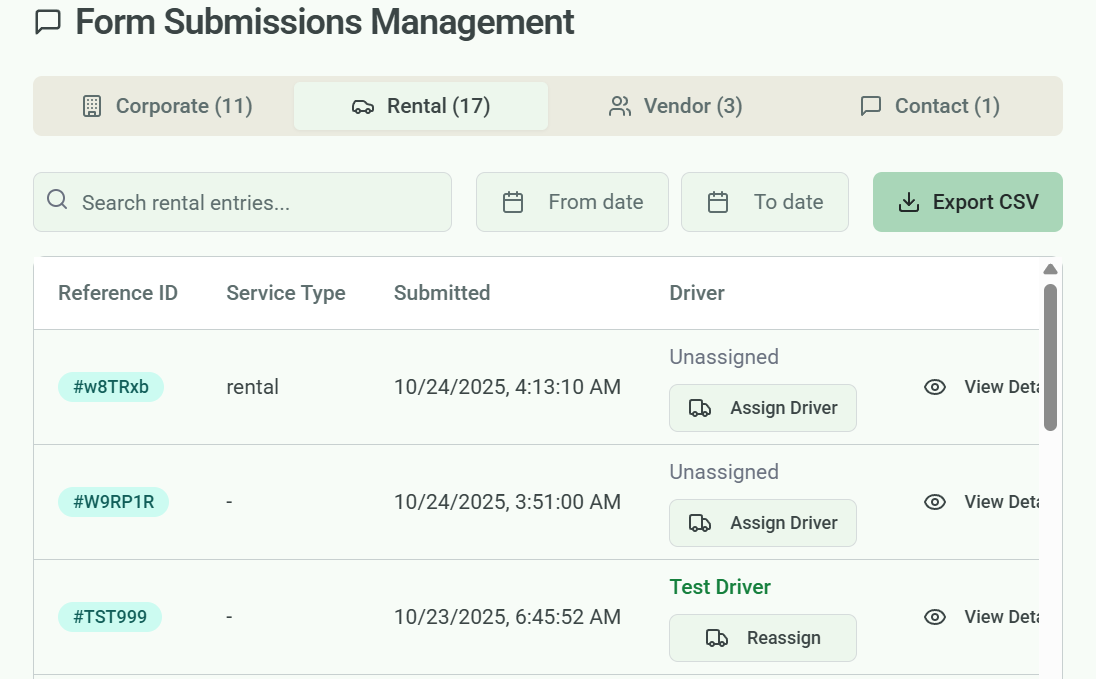 Form Submissions Management
Corporate (11) Rental (17) Vendor (3) Contact (1)
Search rental entries... From date To date Export CSV
Reference ID Service Type Submitted Driver
Unassigned
#w8TRxb rental 10/24/2025, 4:13:10 AM View Deta
Assign Driver
Unassigned
#W9RP1R - 10/24/2025, 3:51:00 AM View Deta
Assign Driver
Test Driver
#TST999 - 10/23/2025, 6:45:52 AM View Deta
Reassign